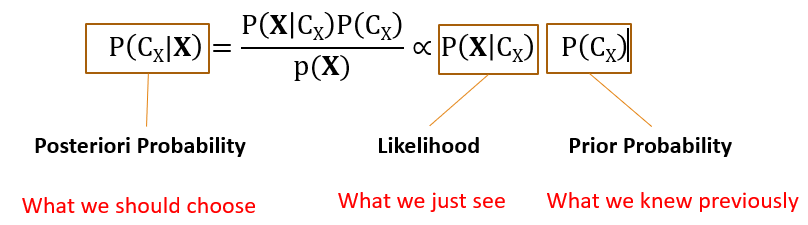 P(C_X|X) = P(X|C_X)P(C_X) / p(X) ∝ P(X|C_X) P(C_X)
Posteriori Probability Likelihood Prior Probability
What we should choose What we just see What we knew previously